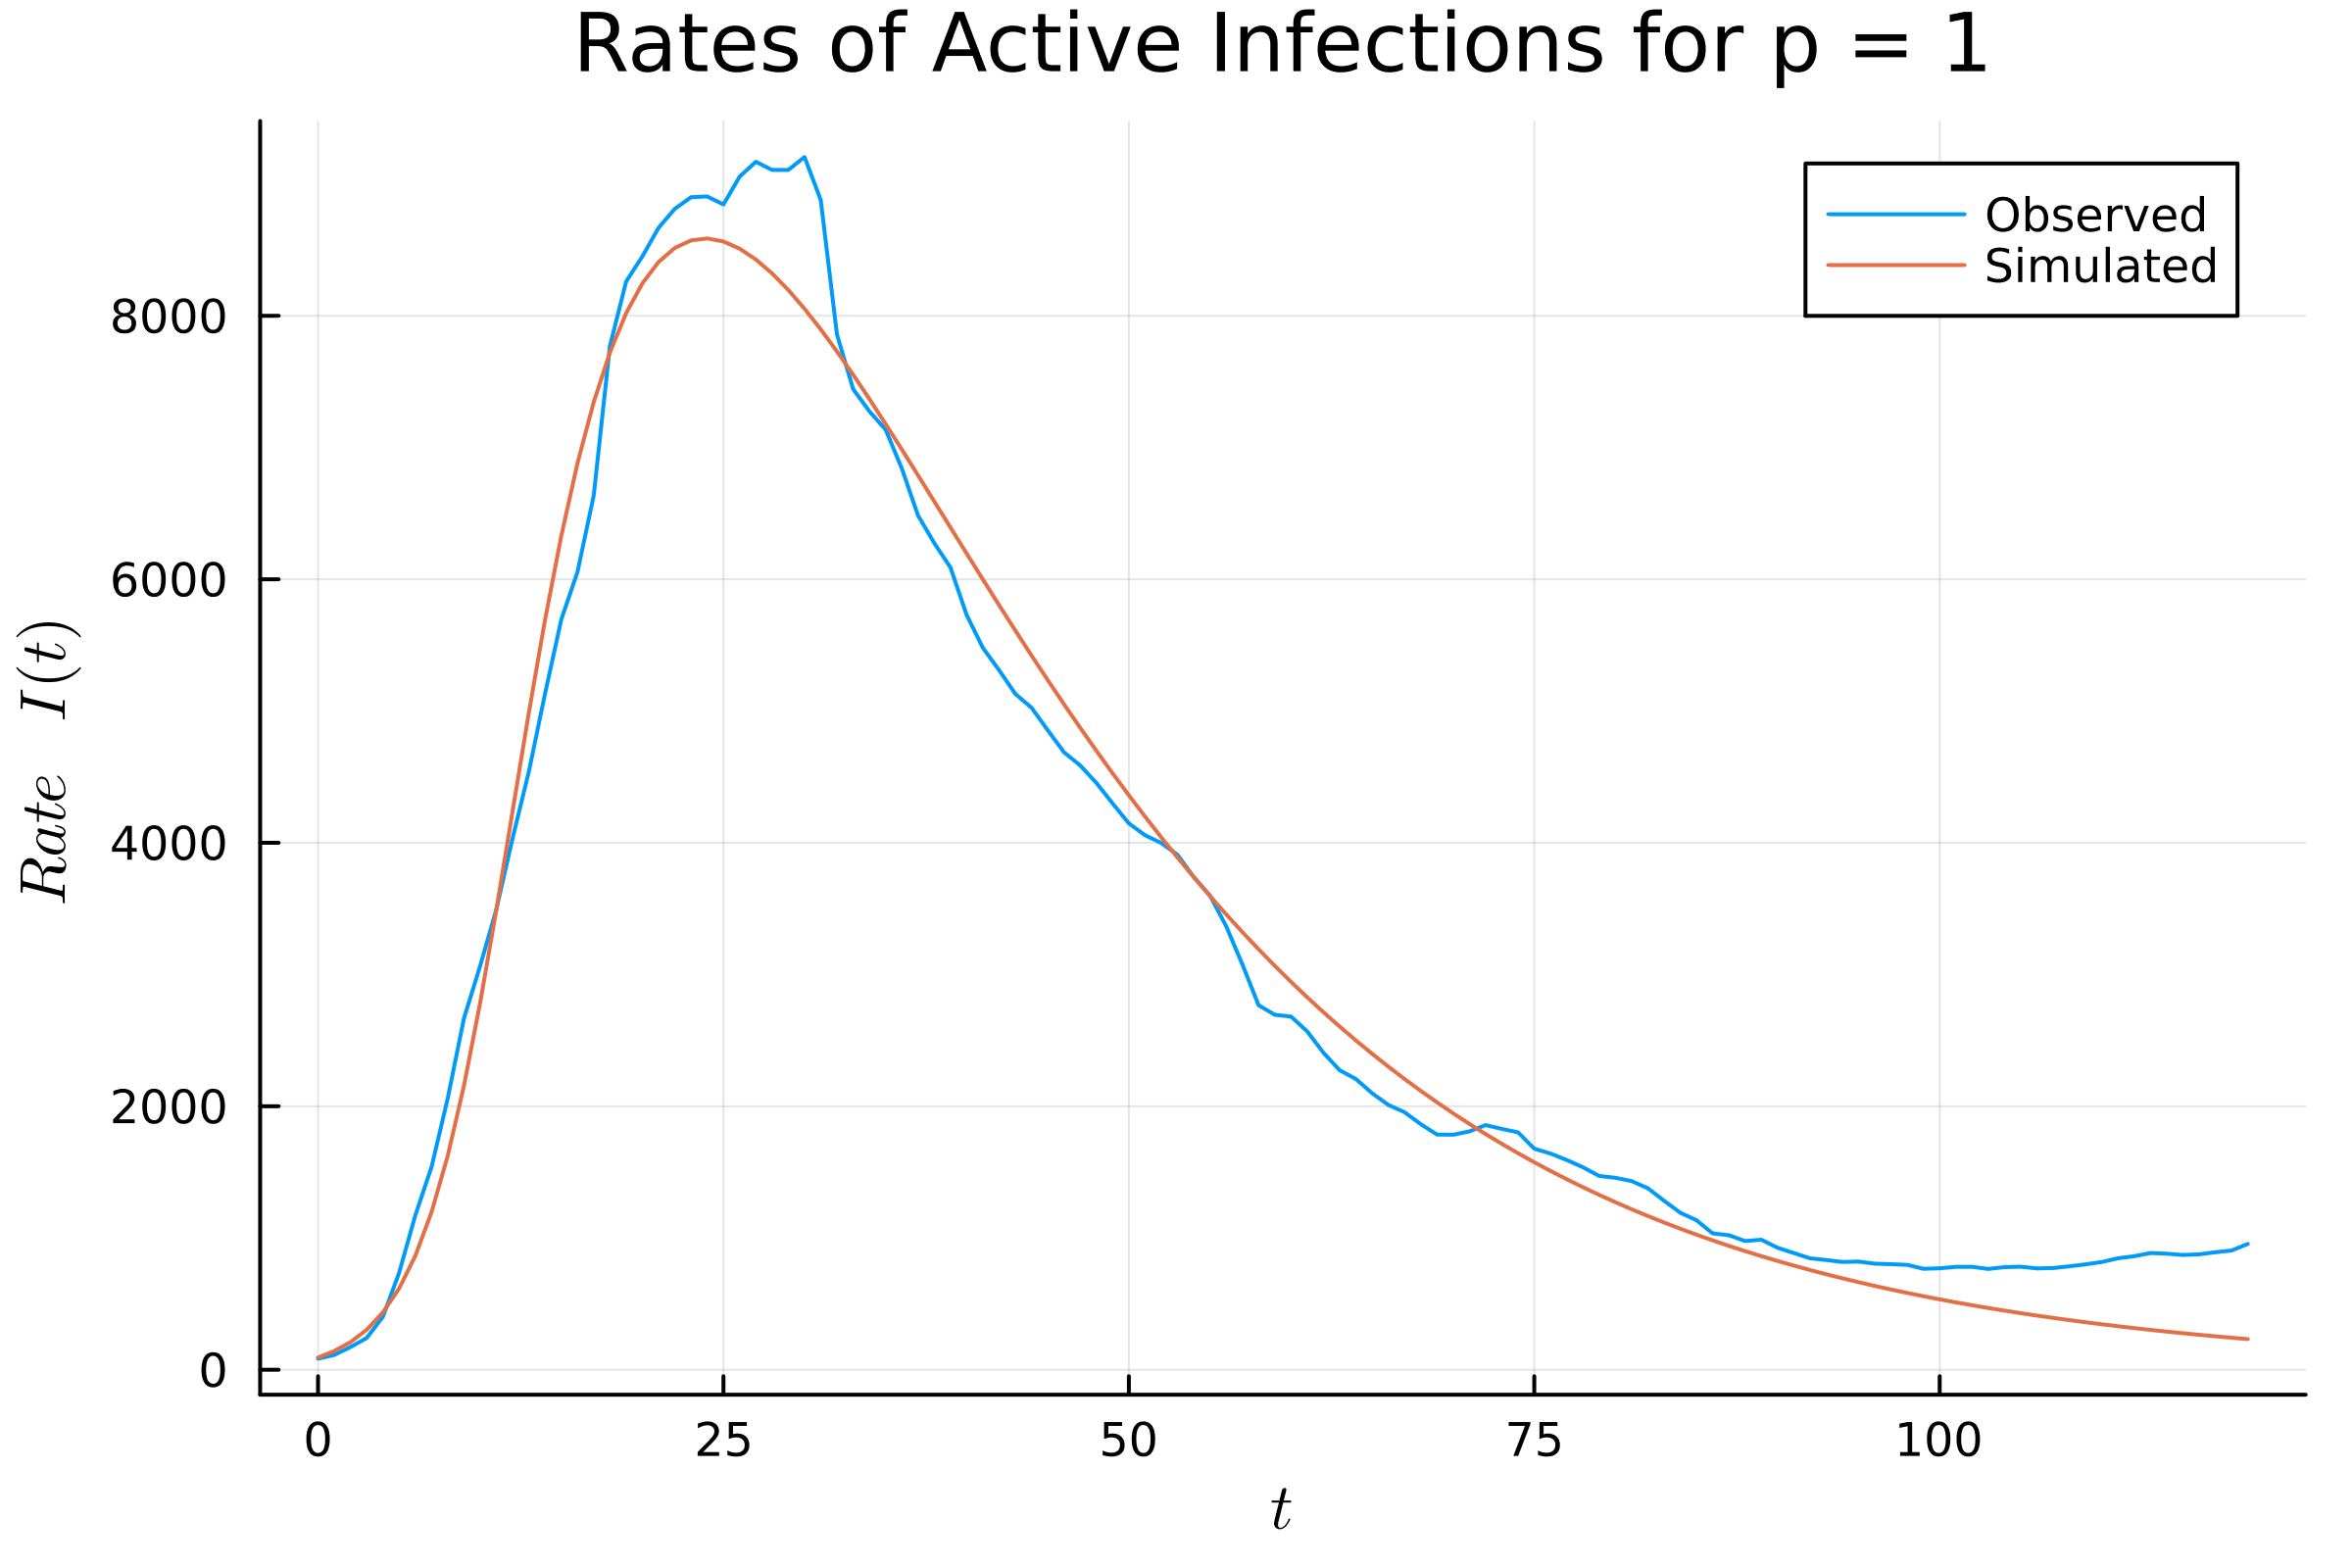 Rates of Active Infections for p = 1
Observed
Simulated
8000
6000
4000
2000
0
Rate I(t)
0 25 50 75 100
t